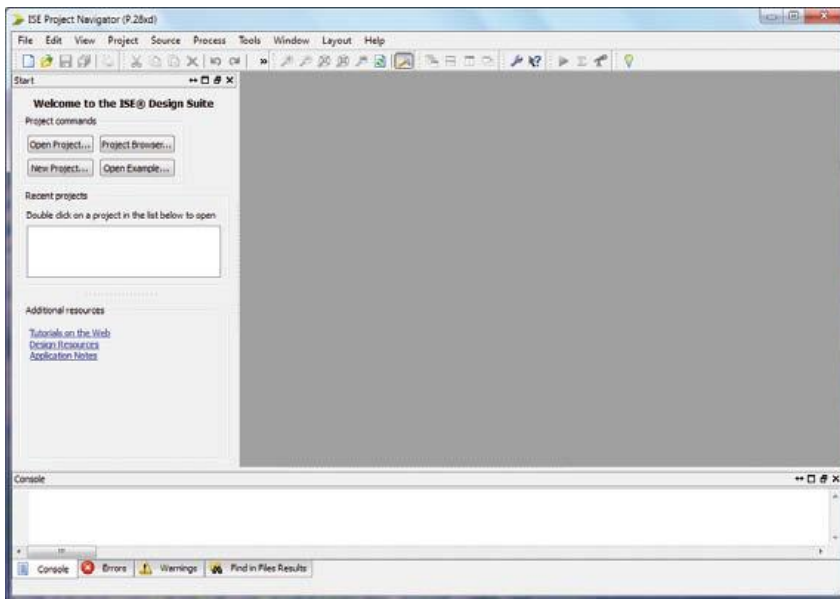 ISE Project Navigator (P.28xd)
File Edit View Project Source Process Tools Window Layout Help
Start
Welcome to the ISE® Design Suite
Project commands
Open Project... Project Browser...
New Project... Open Example...
Recent projects
Double click on a project in the list below to open
Additional resources
Tutorials on the Web
Design Resources
Application Notes
Console
Console Errors Warnings Find in Files Results